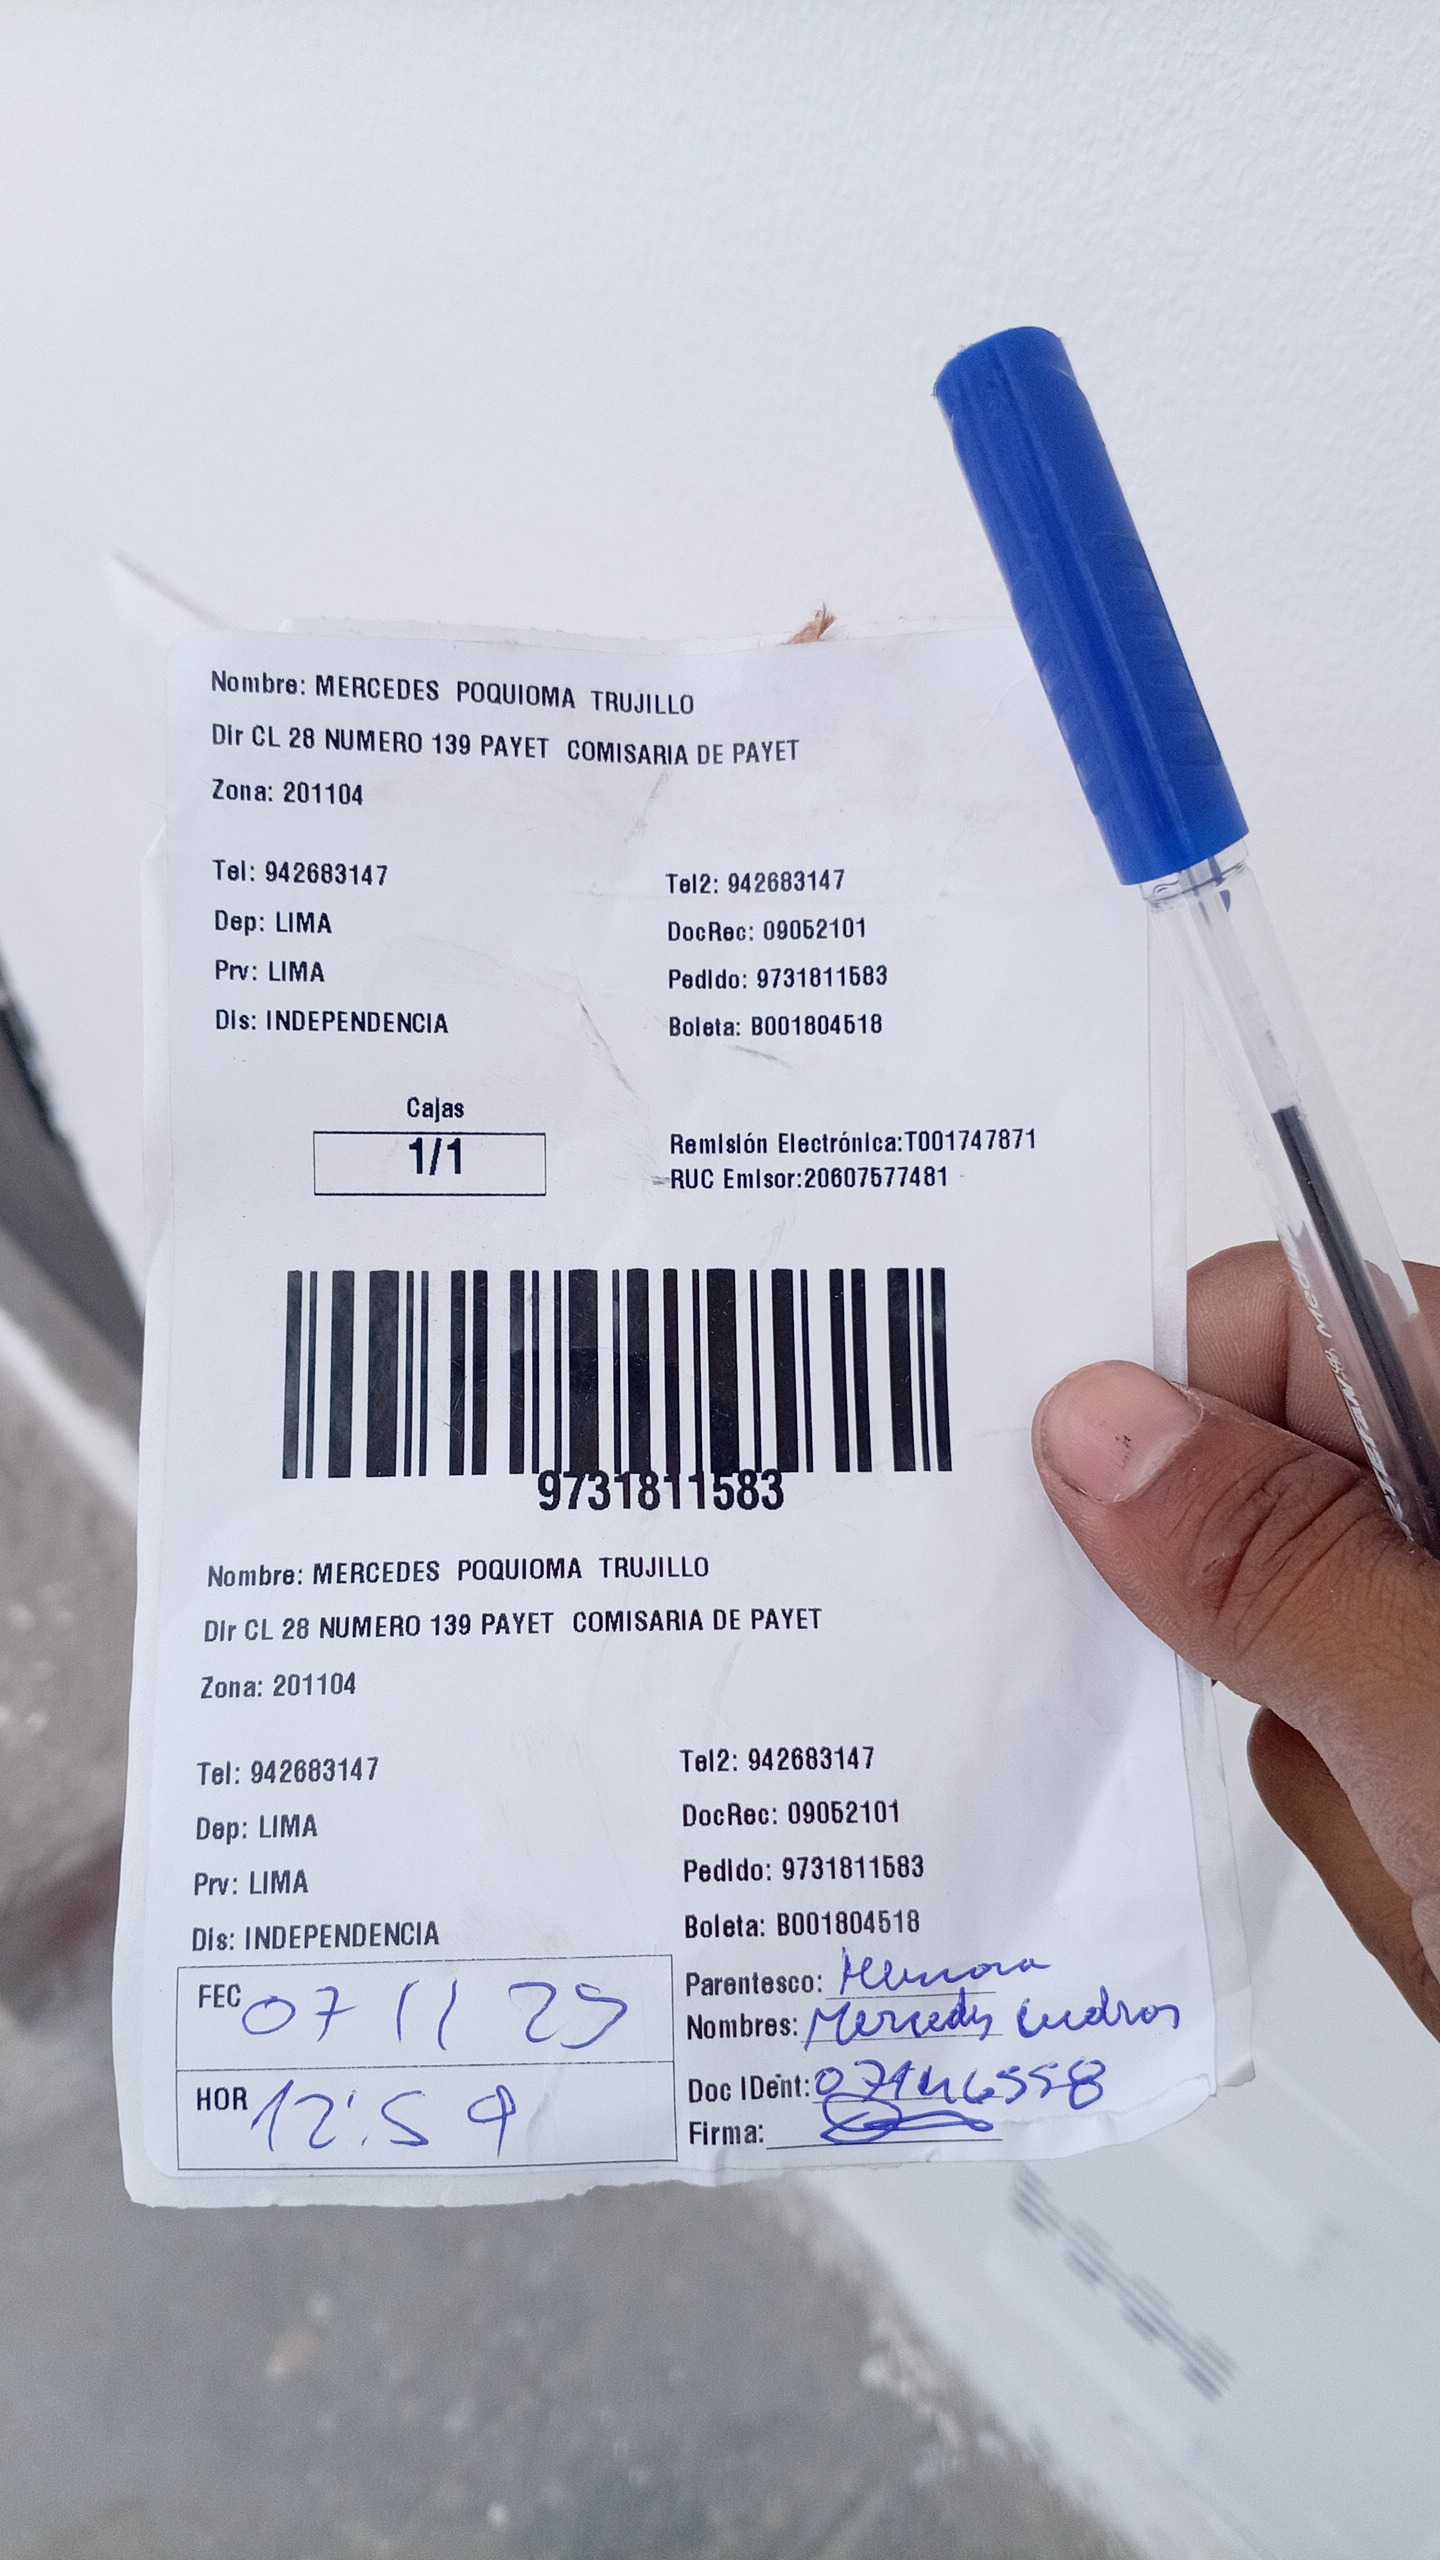 Nombre: MERCEDES POQUIOMA TRUJILLO
Dir CL 28 NUMERO 139 PAYET COMISARIA DE PAYET
Zona: 201104
Tel: 942683147 Tel2: 942683147
Dep: LIMA DocRec: 09052101
Prv: LIMA Pedido: 9731811583
Dis: INDEPENDENCIA Boleta: B001804518
Cajas
1/1
Remisión Electrónica:T001747871
RUC Emisor:20607577481
9731811583
Nombre: MERCEDES POQUIOMA TRUJILLO
Dir CL 28 NUMERO 139 PAYET COMISARIA DE PAYET
Zona: 201104
Tel: 942683147 Tel2: 942683147
Dep: LIMA DocRec: 09052101
Prv: LIMA Pedido: 9731811583
Dis: INDEPENDENCIA Boleta: B001804518
FEC 07 11 25
HOR 12:59
Parentesco:
Nombres: Mercedes
Doc IDent:
Firma: